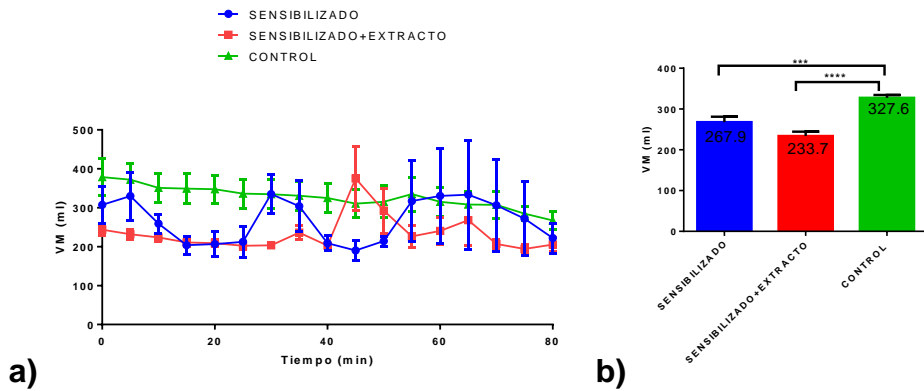 SENSIBILIZADO
SENSIBILIZADO+EXTRACTO
CONTROL
500
400
300
200
100
0
VM (ml)
0
20
40
60
80
Tiempo (min)
a)
***
****
400
300
200
100
0
VM (ml)
267.9
233.7
327.6
SENSIBILIZADO
SENSIBILIZADO+EXTRACTO
CONTROL
b)